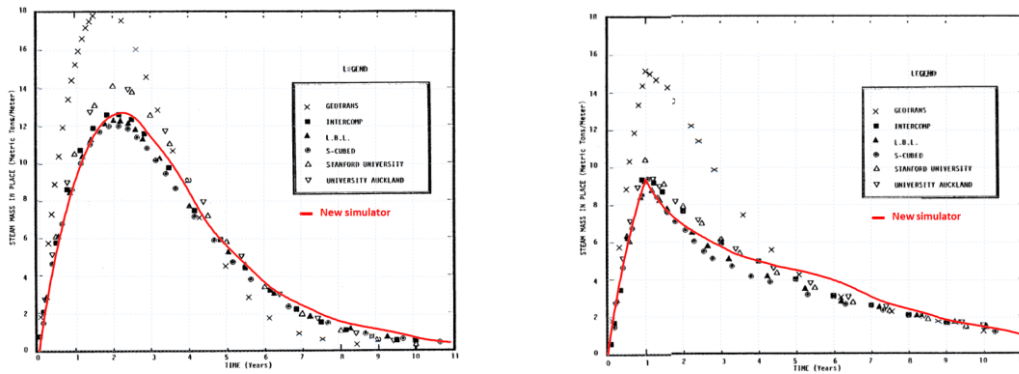 18
16
14
12
10
8
6
4
2
0
STEAM MASS IN PLACE (Metric Tons/Meter)
LEGEND
GEOTRANS
INTERCOMP
L.B.L.
S-CUBED
STANFORD UNIVERSITY
UNIVERSITY AUCKLAND
New simulator
0 1 2 3 4 5 6 7 8 9 10 11
TIME (Years)
18
16
14
12
10
8
6
4
2
0
STEAM MASS IN PLACE (Metric Tons/Meter)
LEGEND
GEOTRANS
INTERCOMP
L.B.L.
S-CUBED
STANFORD UNIVERSITY
UNIVERSITY AUCKLAND
New simulator
0 1 2 3 4 5 6 7 8 9 10
TIME (Years)